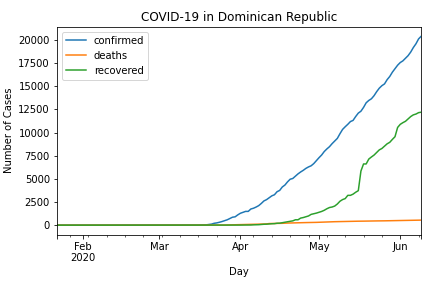 COVID-19 in Dominican Republic
confirmed
deaths
recovered
Number of Cases
20000
17500
15000
12500
10000
7500
5000
2500
0
Feb
2020
Mar
Apr
May
Jun
Day